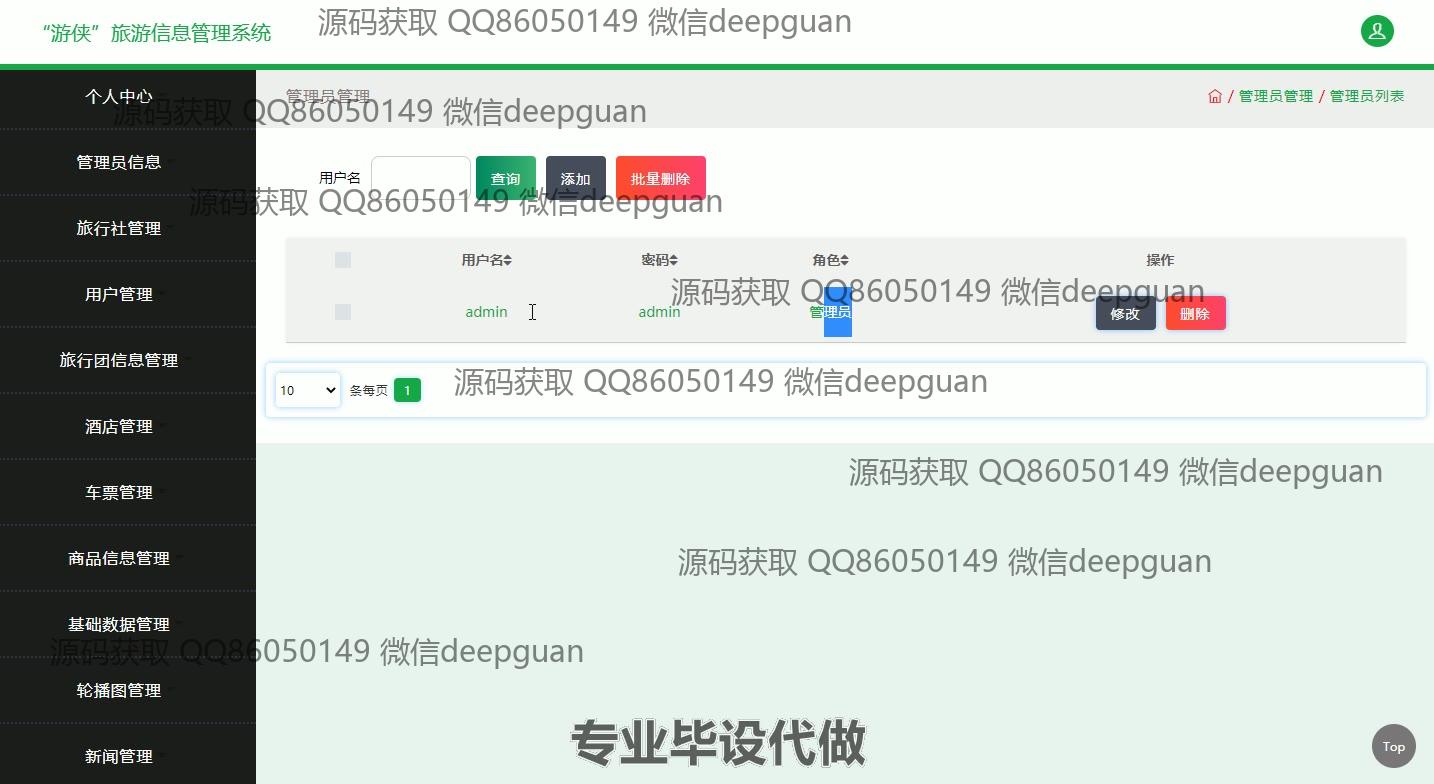 “游侠”旅游信息管理系统
源码获取 QQ86050149 微信deepguan
个人中心
管理员管理
/ 管理员管理 / 管理员列表
源码获取 QQ86050149 微信deepguan
管理员信息
用户名 查询 添加 批量删除
源码获取 QQ86050149 微信deepguan
旅行社管理
用户名 密码 角色 操作
用户管理
源码获取 QQ86050149 微信deepguan
admin admin 管理员 修改 删除
旅行团信息管理
源码获取 QQ86050149 微信deepguan
10 条每页 1
酒店管理
源码获取 QQ86050149 微信deepguan
车票管理
商品信息管理
源码获取 QQ86050149 微信deepguan
基础数据管理
源码获取 QQ86050149 微信deepguan
轮播图管理
专业毕设代做
新闻管理
Top